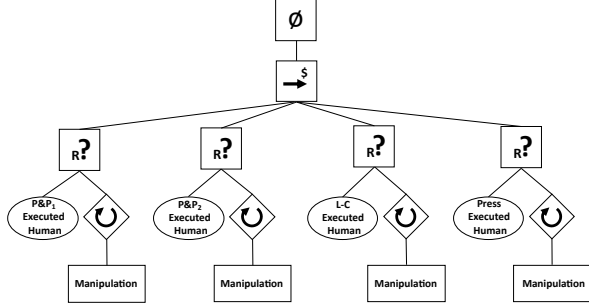 Ø
$
R?
R?
R?
R?
P&P₁
Executed
Human
P&P₂
Executed
Human
L-C
Executed
Human
Press
Executed
Human
Manipulation
Manipulation
Manipulation
Manipulation